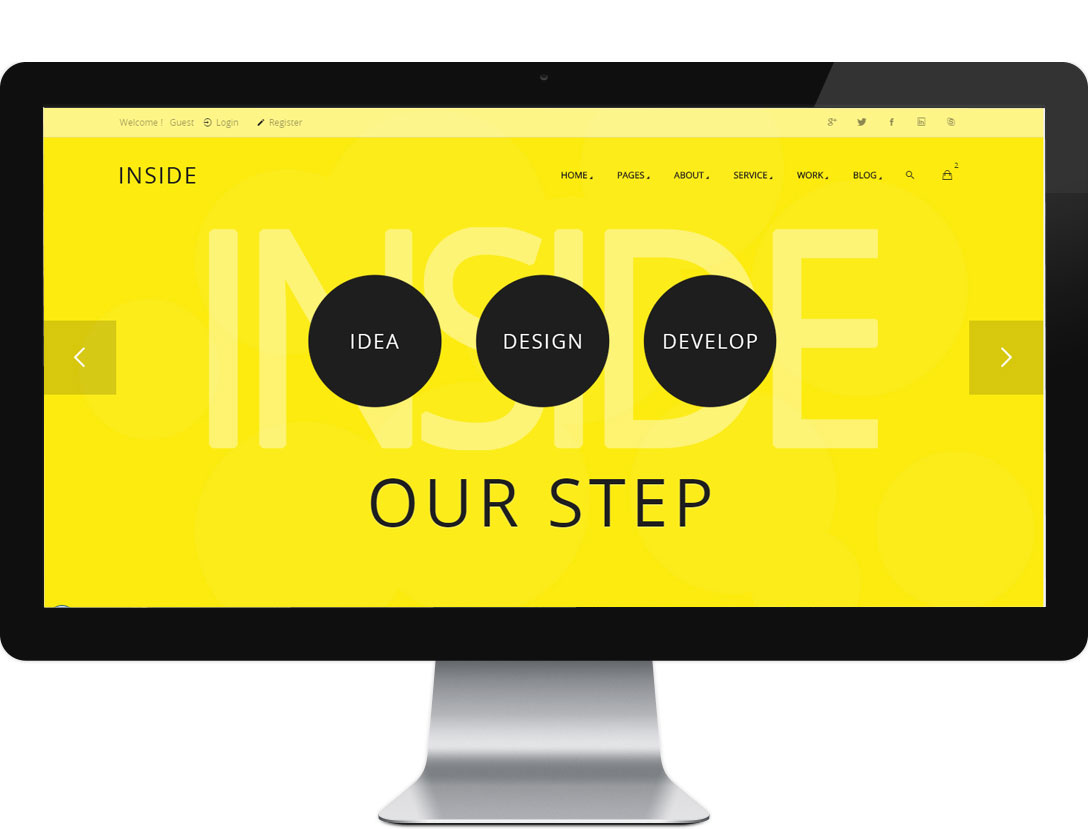 Welcome ! Guest Login Register
INSIDE HOME PAGES ABOUT SERVICE WORK BLOG 2
INSIDE
IDEA DESIGN DEVELOP
OUR STEP